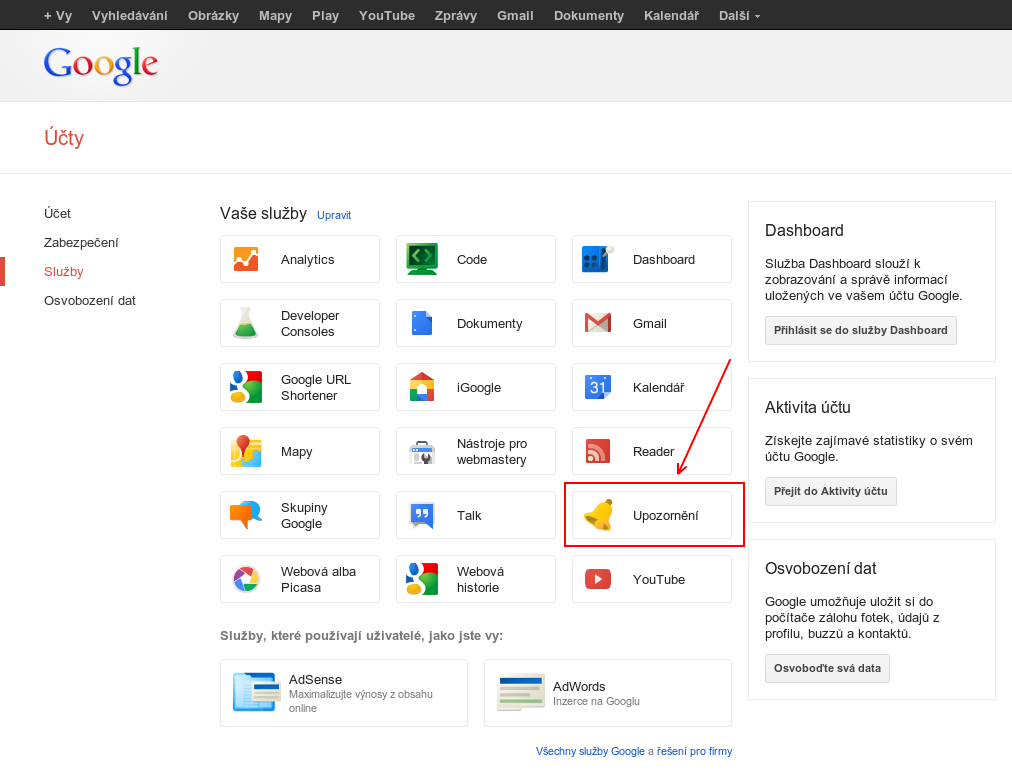 + Vy Vyhledávání Obrázky Mapy Play YouTube Zprávy Gmail Dokumenty Kalendář Další
Google
Účty
Účet
Zabezpečení
Služby
Osvobození dat
Vaše služby Upravit
Analytics
Code
Dashboard
Developer
Consoles
Dokumenty
Gmail
Google URL
Shortener
iGoogle
31
Kalendář
Mapy
Nástroje pro
webmastery
Reader
Skupiny
Google
Talk
Upozornění
Webová alba
Picasa
Webová
historie
YouTube
Služby, které používají uživatelé, jako jste vy:
AdSense
Maximalizujte výnosy z obsahu
online
AdWords
Inzerce na Googlu
Všechny služby Google a řešení pro firmy
Dashboard
Služba Dashboard slouží k
zobrazování a správě informací
uložených ve vašem účtu Google.
Přihlásit se do služby Dashboard
Aktivita účtu
Získejte zajímavé statistiky o svém
účtu Google.
Přejít do Aktivity účtu
Osvobození dat
Google umožňuje uložit si do
počítače zálohu fotek, údajů z
profilu, buzzů a kontaktů.
Osvoboďte svá data